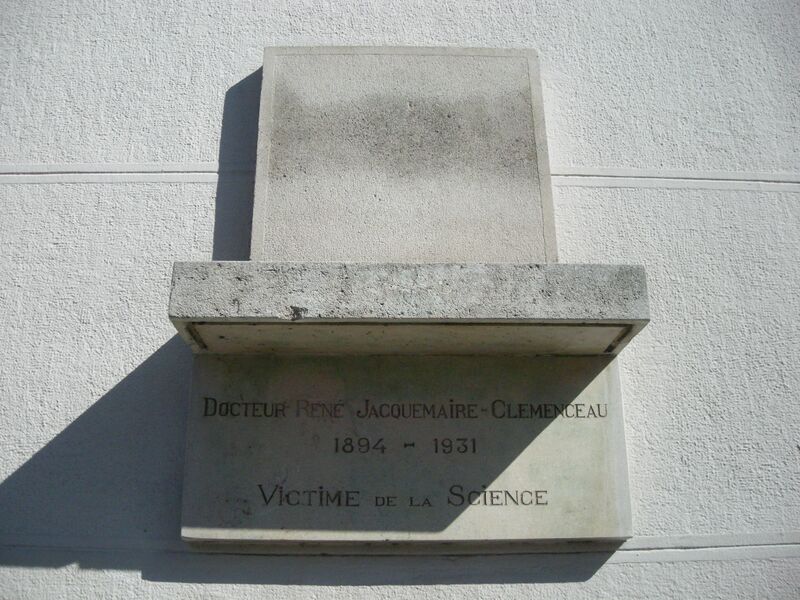 Docteur René Jacquemaire-Clemenceau
1894 - 1931
Victime de la Science